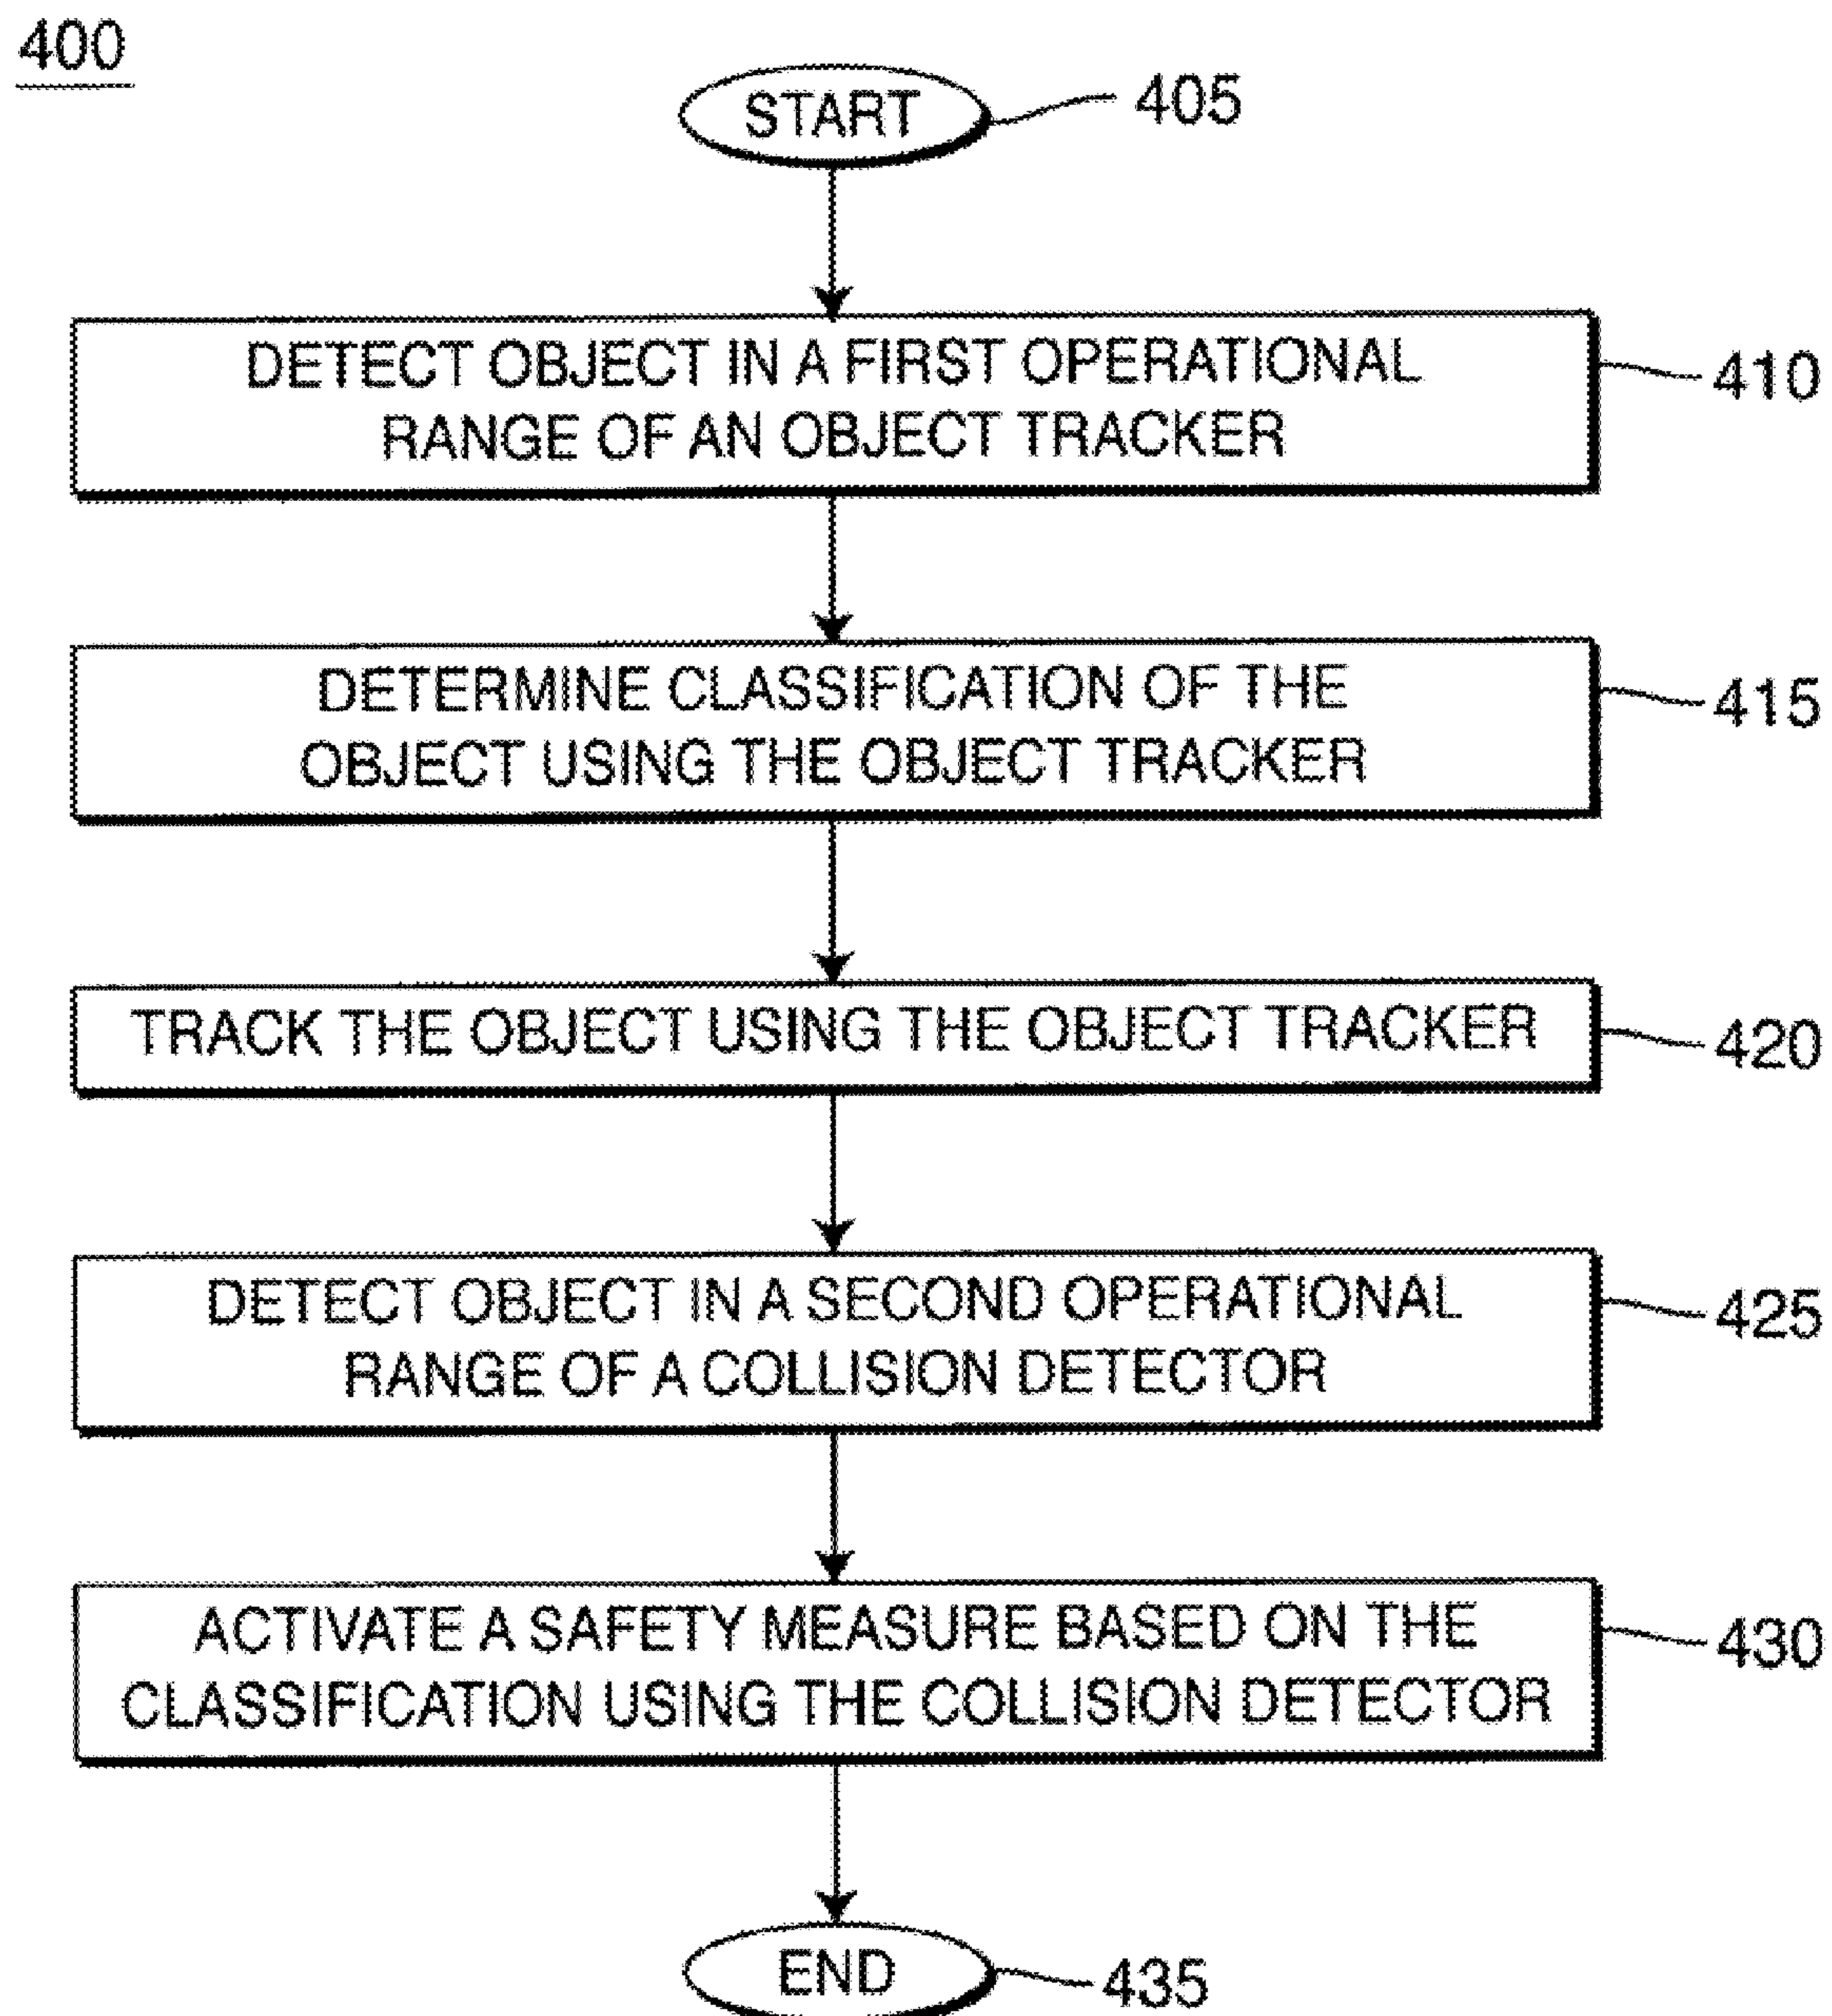 400
START
405
DETECT OBJECT IN A FIRST OPERATIONAL
RANGE OF AN OBJECT TRACKER
410
DETERMINE CLASSIFICATION OF THE
OBJECT USING THE OBJECT TRACKER
415
TRACK THE OBJECT USING THE OBJECT TRACKER
420
DETECT OBJECT IN A SECOND OPERATIONAL
RANGE OF A COLLISION DETECTOR
425
ACTIVATE A SAFETY MEASURE BASED ON THE
CLASSIFICATION USING THE COLLISION DETECTOR
430
END
435